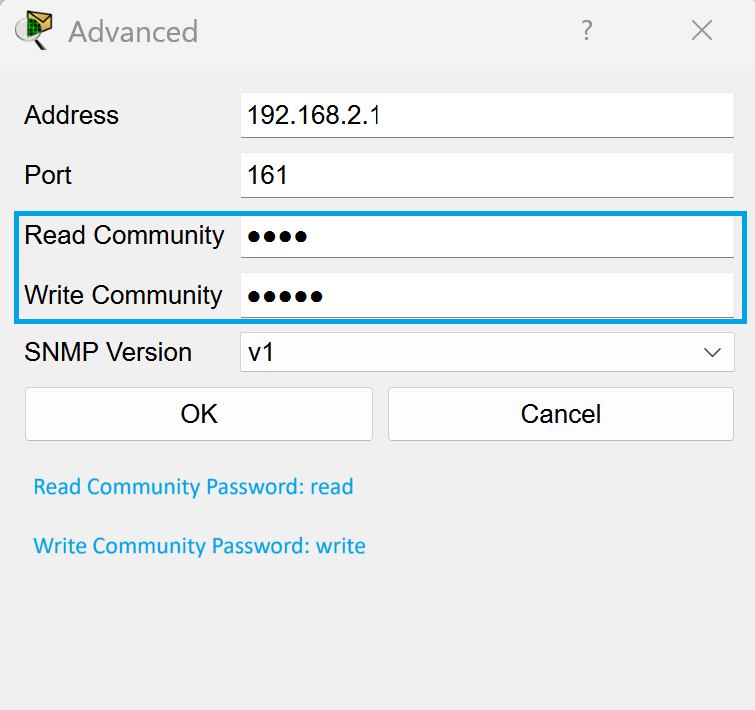 Advanced ?
Address 192.168.2.1
Port 161
Read Community ●●●●
Write Community ●●●●●
SNMP Version v1
OK Cancel
Read Community Password: read
Write Community Password: write